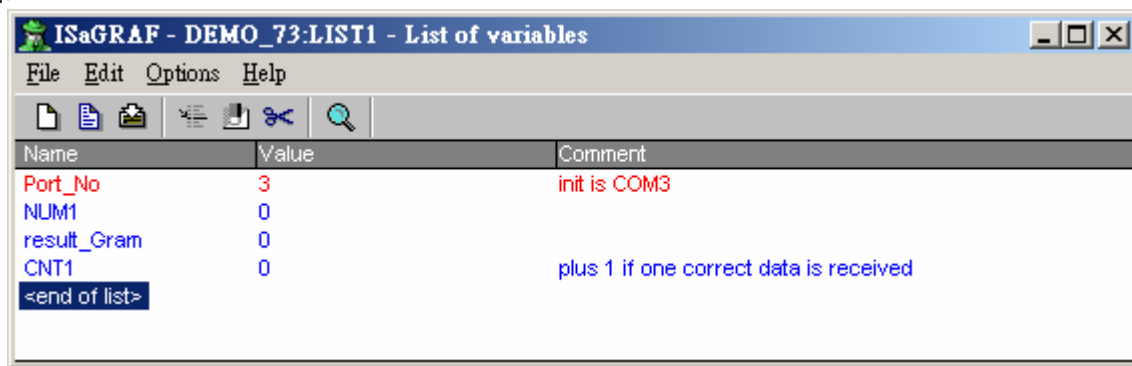 ISaGRAF - DEMO_73:LIST1 - List of variables
File Edit Options Help
Name Value Comment
Port_No 3 init is COM3
NUM1 0
result_Gram 0
CNT1 0 plus 1 if one correct data is received
<end of list>